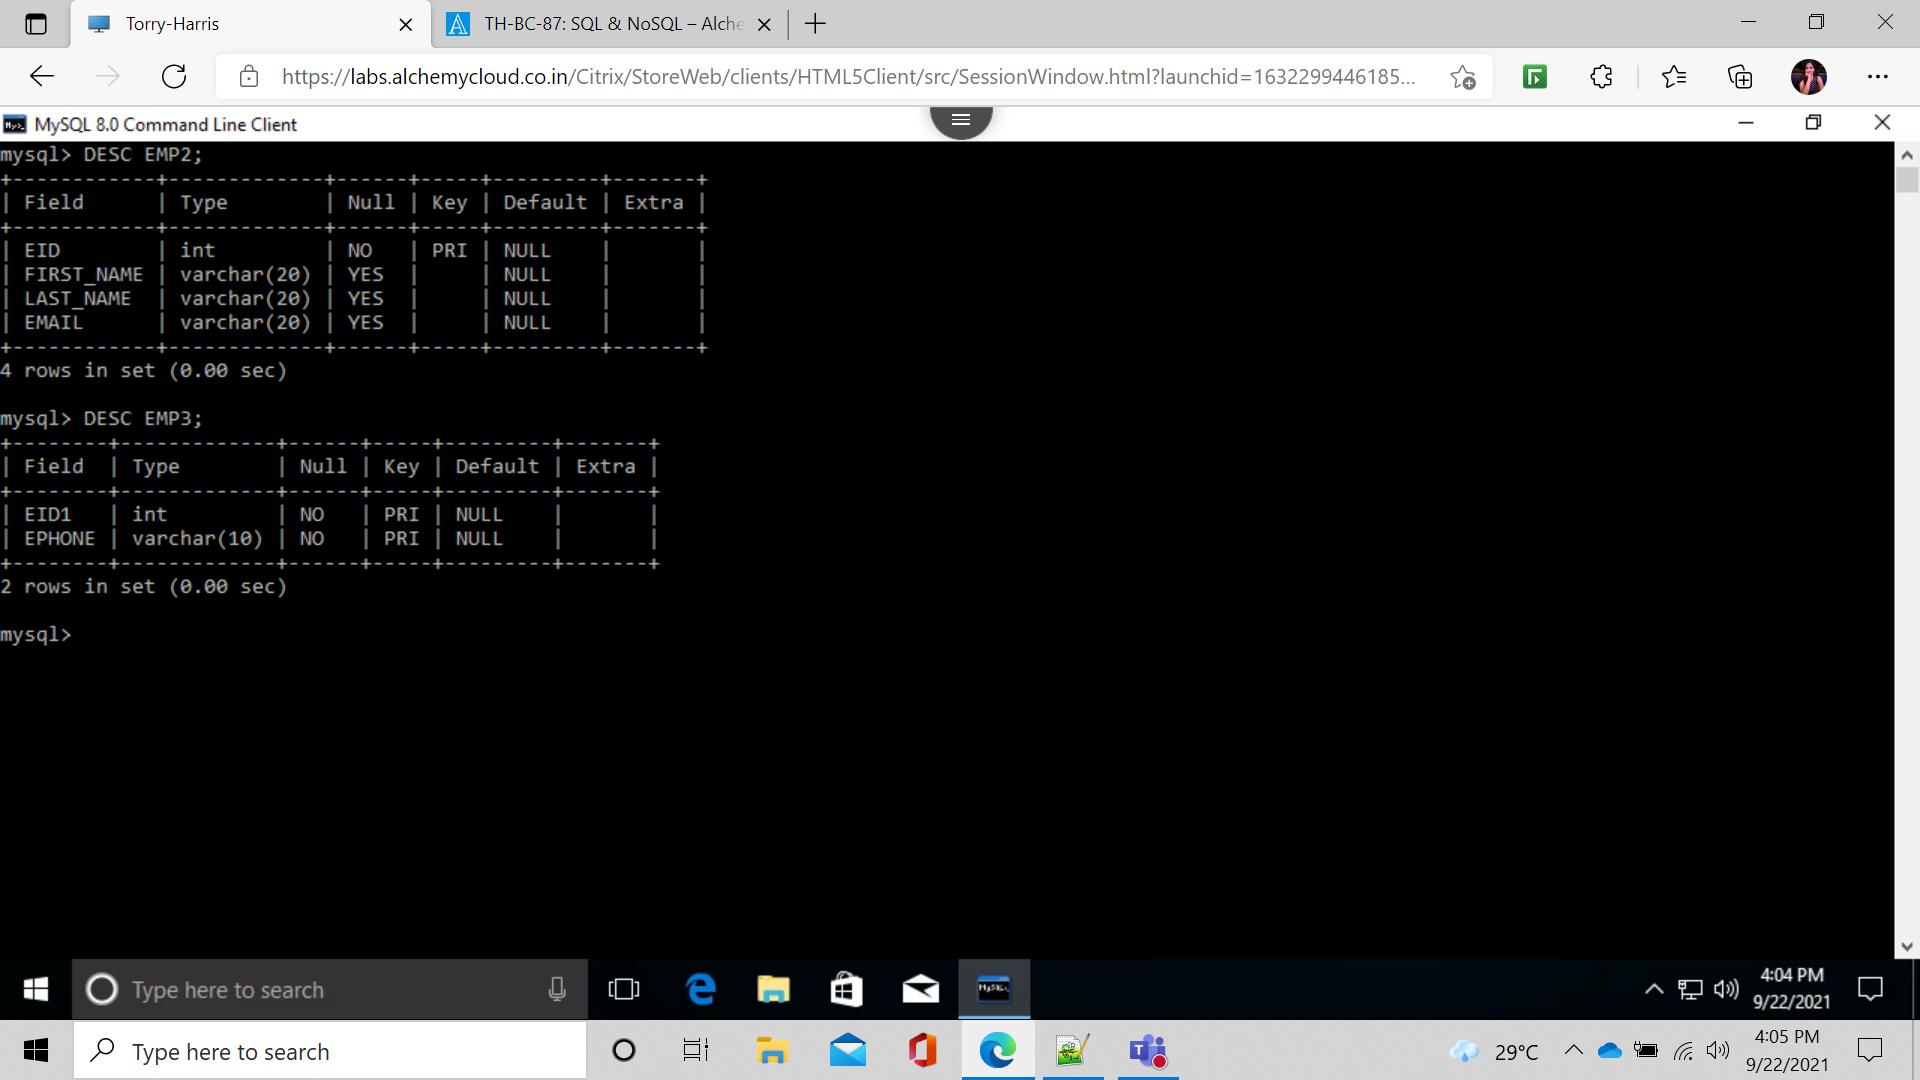 Torry-Harris
TH-BC-87: SQL & NoSQL – Alche
https://labs.alchemycloud.co.in/Citrix/StoreWeb/clients/HTML5Client/src/SessionWindow.html?launchid=1632299446185...
MySQL 8.0 Command Line Client
mysql> DESC EMP2;
+------------+-------------+------+-----+---------+-------+
| Field      | Type        | Null | Key | Default | Extra |
+------------+-------------+------+-----+---------+-------+
| EID        | int         | NO   | PRI | NULL    |       |
| FIRST_NAME | varchar(20) | YES  |     | NULL    |       |
| LAST_NAME  | varchar(20) | YES  |     | NULL    |       |
| EMAIL      | varchar(20) | YES  |     | NULL    |       |
+------------+-------------+------+-----+---------+-------+
4 rows in set (0.00 sec)
mysql> DESC EMP3;
+--------+-------------+------+-----+---------+-------+
| Field  | Type        | Null | Key | Default | Extra |
+--------+-------------+------+-----+---------+-------+
| EID1   | int         | NO   | PRI | NULL    |       |
| EPHONE | varchar(10) | NO   | PRI | NULL    |       |
+--------+-------------+------+-----+---------+-------+
2 rows in set (0.00 sec)
mysql>
Type here to search
4:04 PM
9/22/2021
Type here to search
29°C
4:05 PM
9/22/2021